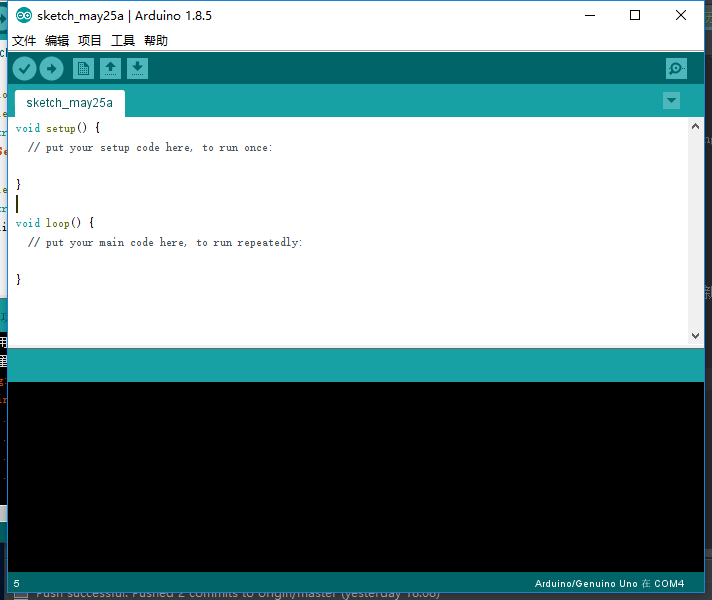 sketch_may25a | Arduino 1.8.5
文件 编辑 项目 工具 帮助
sketch_may25a
void setup() {
// put your setup code here, to run once:
}
void loop() {
// put your main code here, to run repeatedly:
}
5
Arduino/Genuino Uno 在 COM4
Push successful: Pushed 2 commits to origin/master (yesterday 16:08)